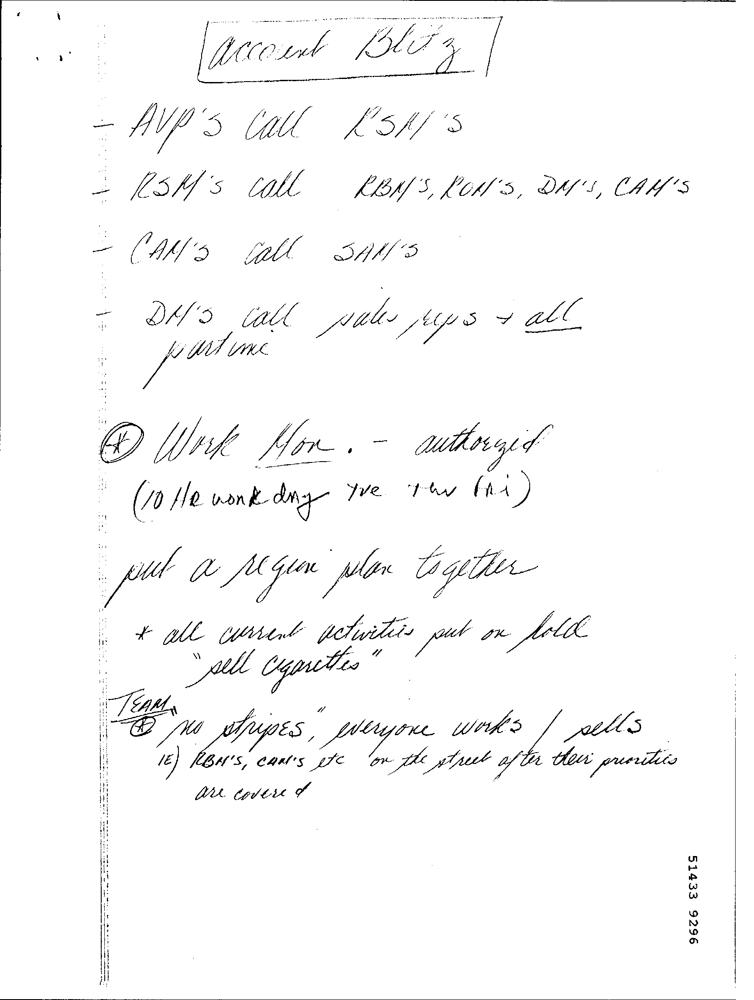 account Blitz
- AVP'S Call RSM'S
- RSM'S call RBM'S, ROM'S, DM'S, CAM'S
- CAM'S call SAM'S
- DM'S call sales reps + all
partime
* Work Mon. - authorized
(10 HR work day Tue Thu Fri)
put a region plan together
* all current activities put on hold
"sell cigarettes"
TEAM
* "no stripes", everyone works / sells
IE) RBM'S, CAM'S etc on the street after their priorities
are covered
51433 9296